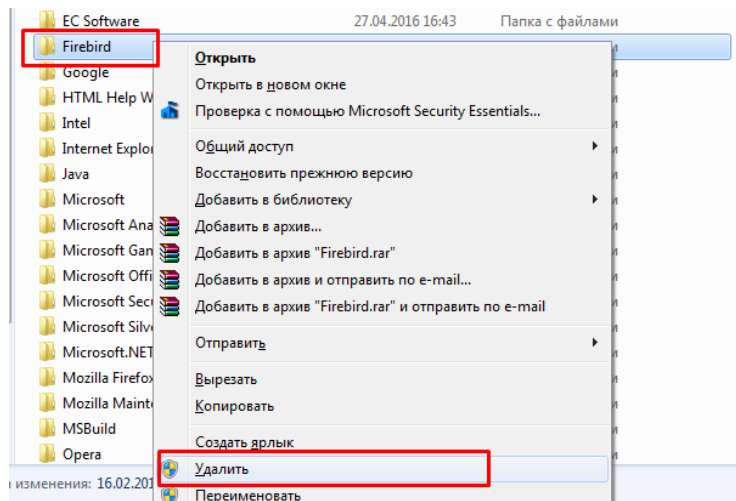 EC Software 27.04.2016 16:43 Папка с файлами
Firebird
Открыть
Google
Открыть в новом окне
HTML Help W
Проверка с помощью Microsoft Security Essentials...
Intel
Internet Explo
Общий доступ
Java
Восстановить прежнюю версию
Microsoft
Добавить в библиотеку
Microsoft Ana
Добавить в архив...
Microsoft Gan
Добавить в архив "Firebird.rar"
Microsoft Offi
Добавить в архив и отправить по e-mail...
Microsoft Secu
Добавить в архив "Firebird.rar" и отправить по e-mail
Microsoft Silv
Отправить
Microsoft.NET
Mozilla Firefox
Вырезать
Mozilla Mainte
Копировать
MSBuild
Создать ярлык
Opera
Удалить
изменения: 16.02.201
Переименовать